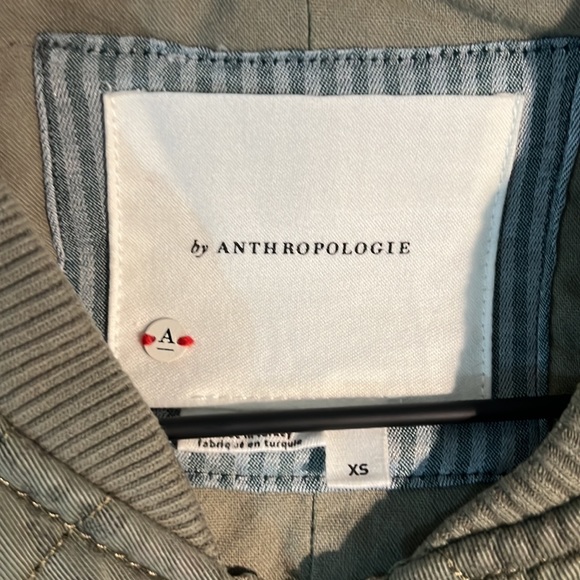 by ANTHROPOLOGIE
A
fabriqué en turquie
XS